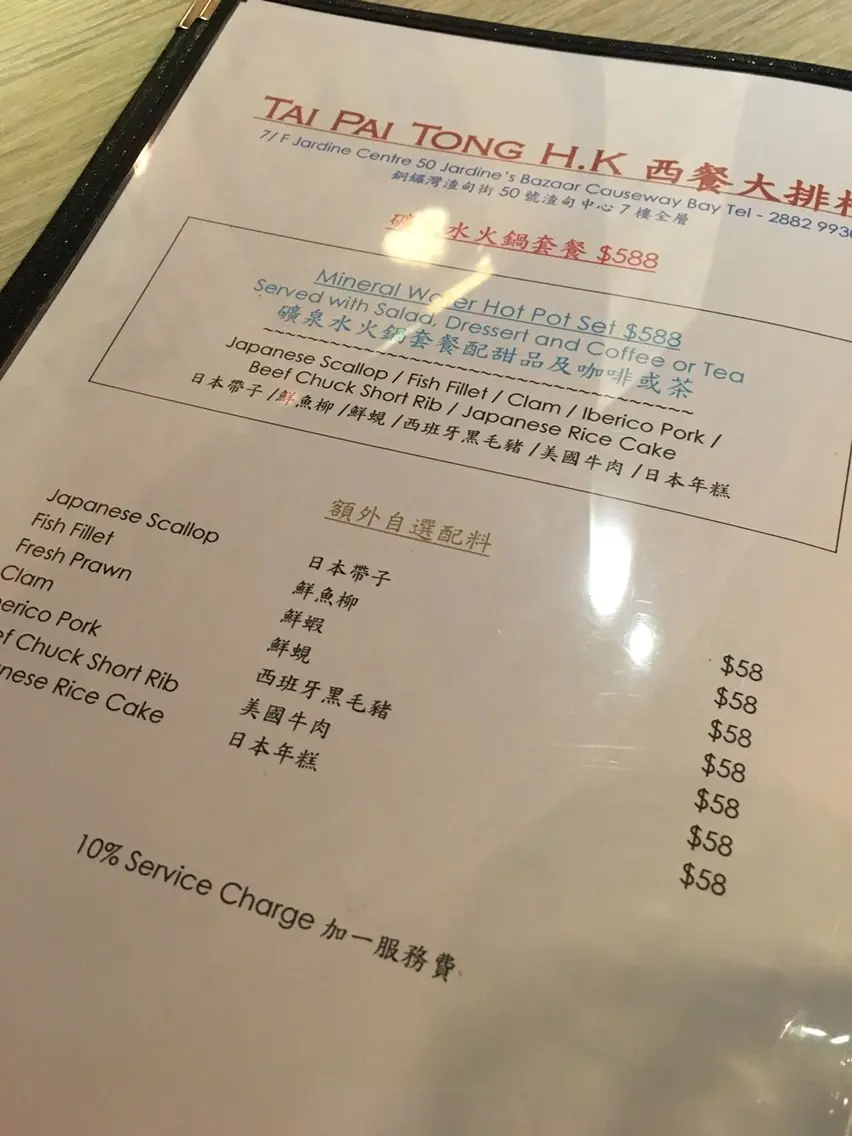 TAI PAI TONG H.K 西餐大排
7/F Jardine Centre 50 Jardine's Bazaar Causeway Bay Tel - 2882 993
銅鑼灣渣甸街 50 號渣甸中心 7 樓全層
礦 水火鍋套餐 $588
Mineral Water Hot Pot Set $588
Served with Salad, Dressert and Coffee or Tea
礦泉水火鍋套餐配甜品及咖啡或茶
~~~~~~~~~~~~~~~~~~~~~~~~~~~~~~~~~~~~~~~~
Japanese Scallop / Fish Fillet / Clam / Iberico Pork /
Beef Chuck Short Rib / Japanese Rice Cake
日本帶子 /鮮魚柳 /鮮蜆 /西班牙黑毛豬 /美國牛肉 /日本年糕
額外自選配料
Japanese Scallop 日本帶子 $58
Fish Fillet 鮮魚柳 $58
Fresh Prawn 鮮蝦 $58
Clam 鮮蜆 $58
erico Pork 西班牙黑毛豬 $58
ef Chuck Short Rib 美國牛肉 $58
nese Rice Cake 日本年糕 $58
10% Service Charge 加一服務費